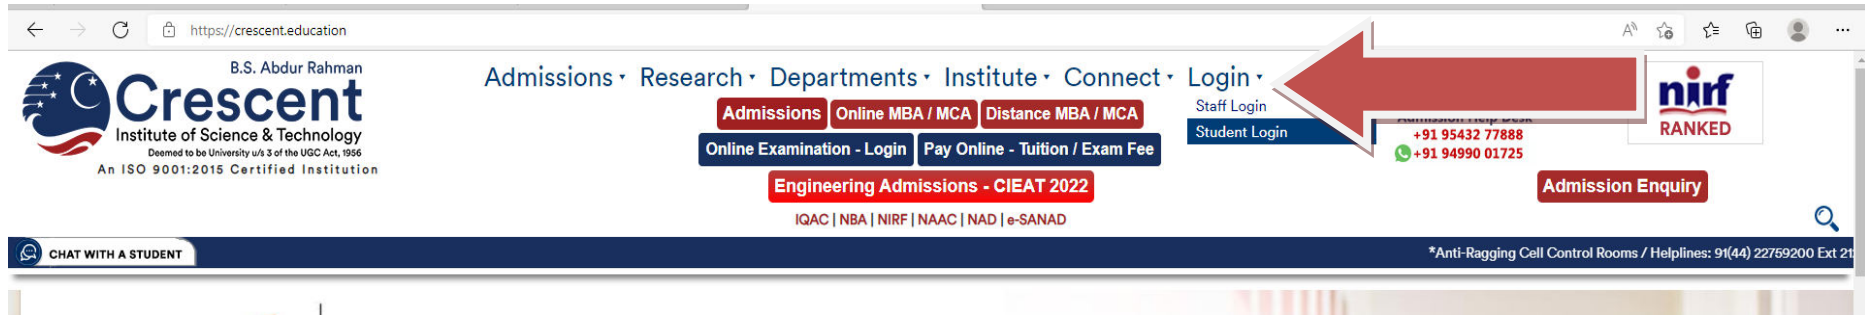 https://crescent.education
B.S. Abdur Rahman
Crescent
Institute of Science & Technology
Deemed to be University u/s 3 of the UGC Act, 1956
An ISO 9001:2015 Certified Institution
Admissions Research Departments Institute Connect Login
Staff Login
Student Login
Admissions Online MBA / MCA Distance MBA / MCA
Online Examination - Login Pay Online - Tuition / Exam Fee
Engineering Admissions - CIEAT 2022
IQAC | NBA | NIRF | NAAC | NAD | e-SANAD
Admission Help Desk
+91 95432 77888
+91 94990 01725
nirf
RANKED
Admission Enquiry
CHAT WITH A STUDENT
*Anti-Ragging Cell Control Rooms / Helplines: 91(44) 22759200 Ext 21